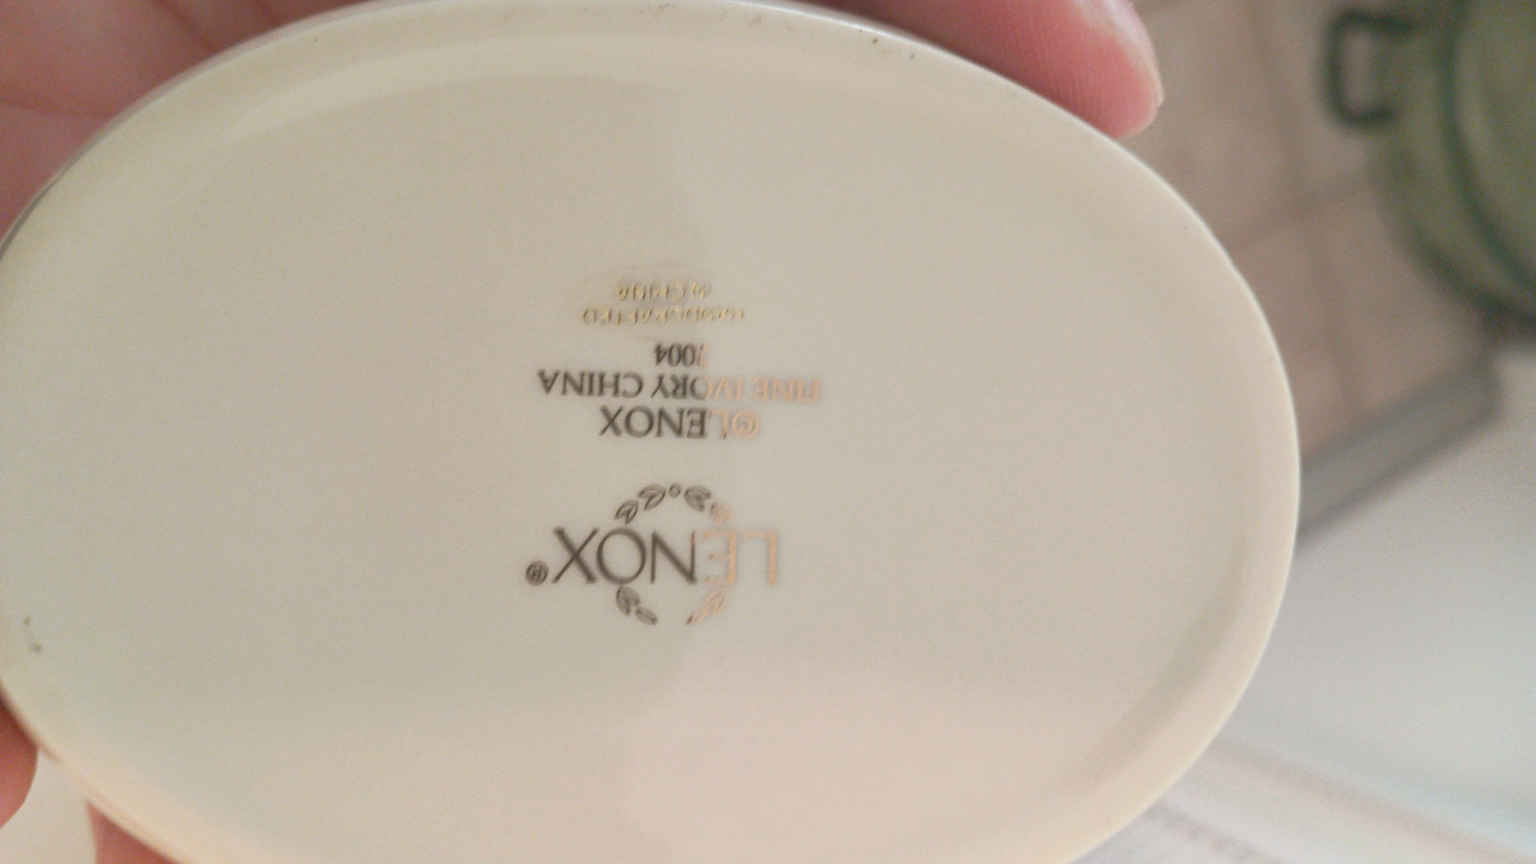 LENOX®
©LENOX
FINE IVORY CHINA
2004